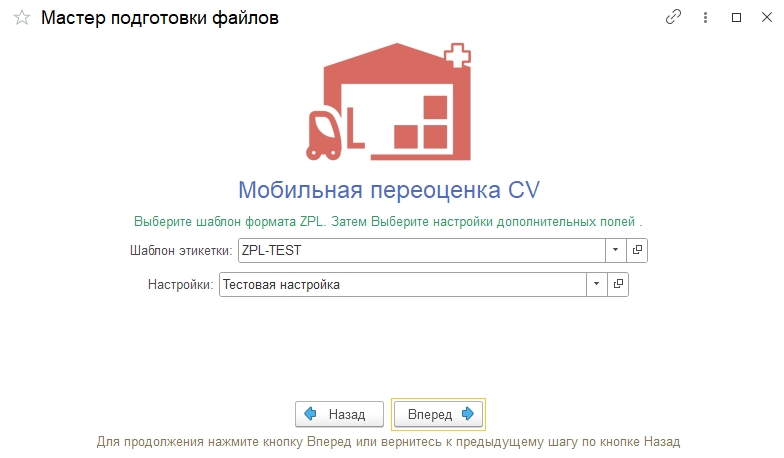 Мастер подготовки файлов
Мобильная переоценка CV
Выберите шаблон формата ZPL. Затем Выберите настройки дополнительных полей .
Шаблон этикетки: ZPL-TEST
Настройки: Тестовая настройка
Назад Вперед
Для продолжения нажмите кнопку Вперед или вернитесь к предыдущему шагу по кнопке Назад